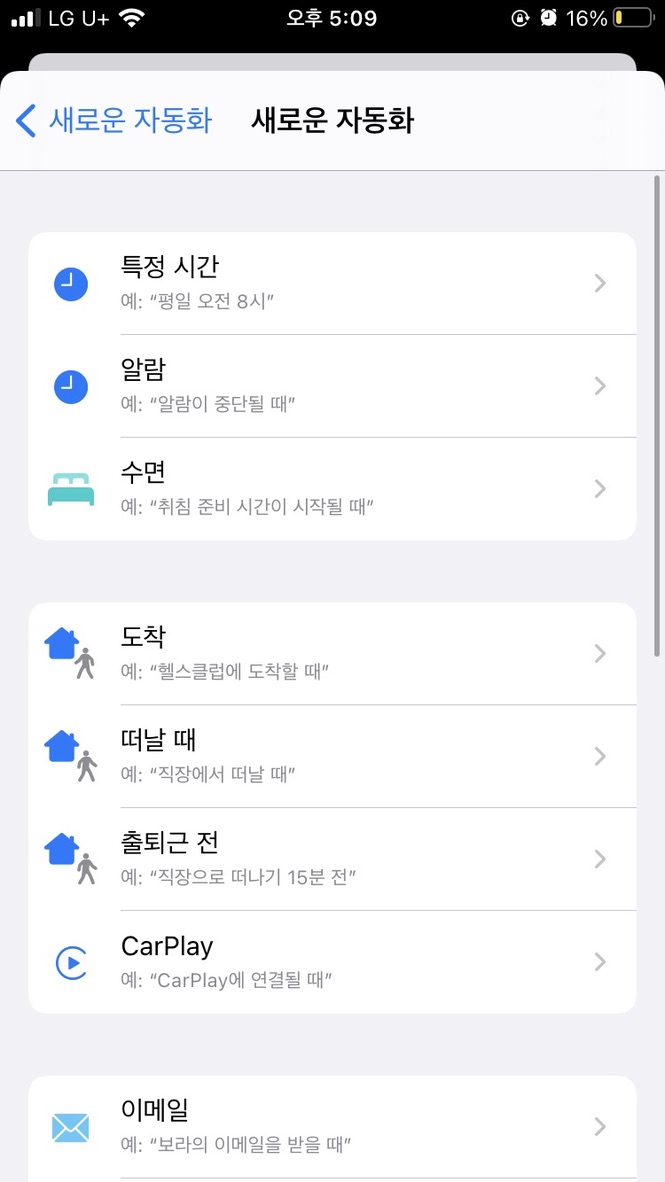 LG U+ 오후 5:09 16%
새로운 자동화 새로운 자동화
특정 시간
예: “평일 오전 8시”
알람
예: “알람이 중단될 때”
수면
예: “취침 준비 시간이 시작될 때”
도착
예: “헬스클럽에 도착할 때”
떠날 때
예: “직장에서 떠날 때”
출퇴근 전
예: “직장으로 떠나기 15분 전”
CarPlay
예: “CarPlay에 연결될 때”
이메일
예: “보라의 이메일을 받을 때”